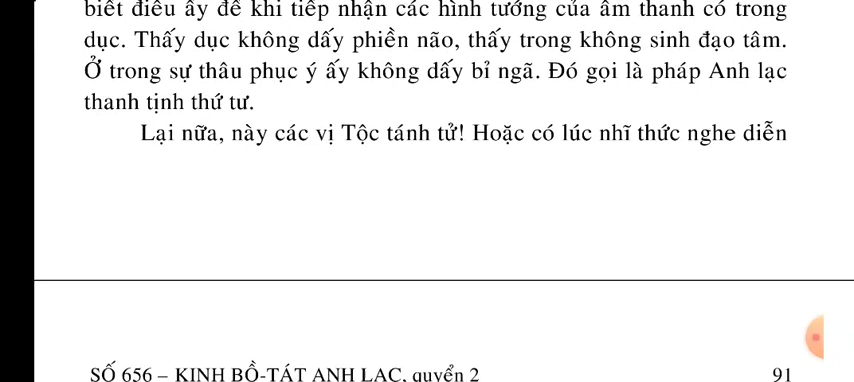 biết điều ấy để khi tiếp nhận các hình tướng của âm thanh có trong
dục. Thấy dục không dấy phiền não, thấy trong không sinh đạo tâm.
Ở trong sự thâu phục ý ấy không dấy bỉ ngã. Đó gọi là pháp Anh lạc
thanh tịnh thứ tư.
Lại nữa, này các vị Tộc tánh tử! Hoặc có lúc nhĩ thức nghe diễn
SỐ 656 – KINH BỒ-TÁT ANH LẠC, quyển 2 91